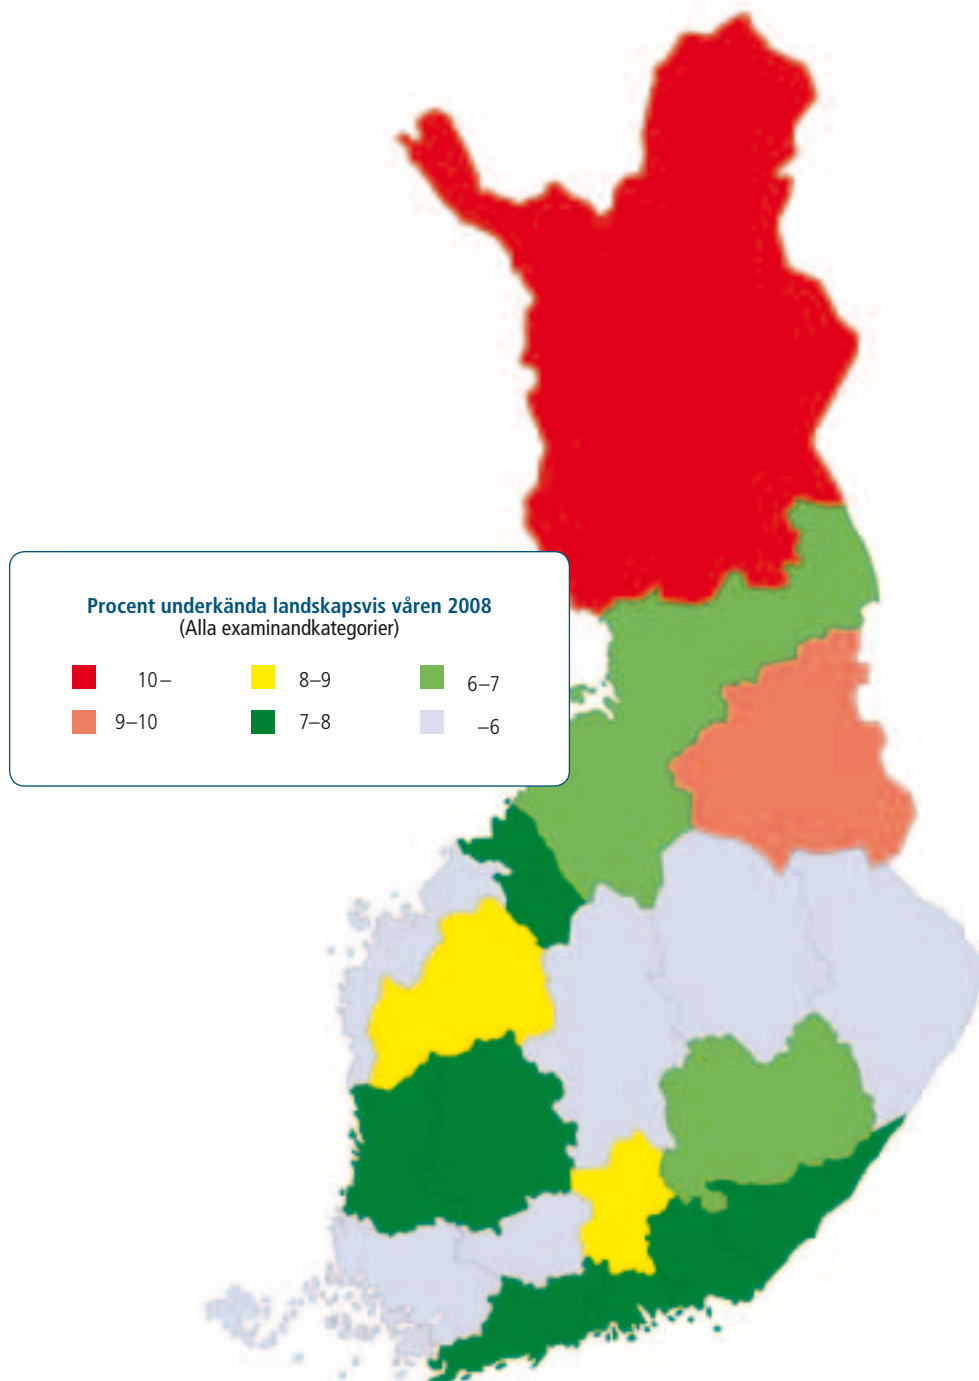 Procent underkända landskapsvis våren 2008
(Alla examinandkategorier)
10– 8–9 6–7
9–10 7–8 –6